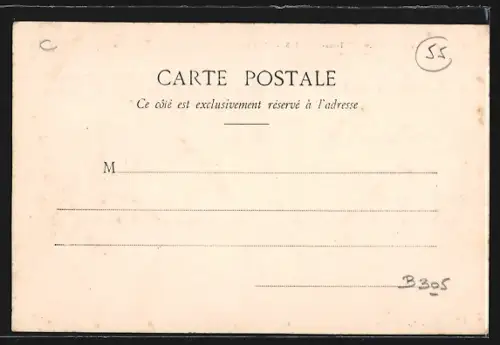 C
55
CARTE POSTALE
Ce côté est exclusivement réservé à l'adresse
M
B305